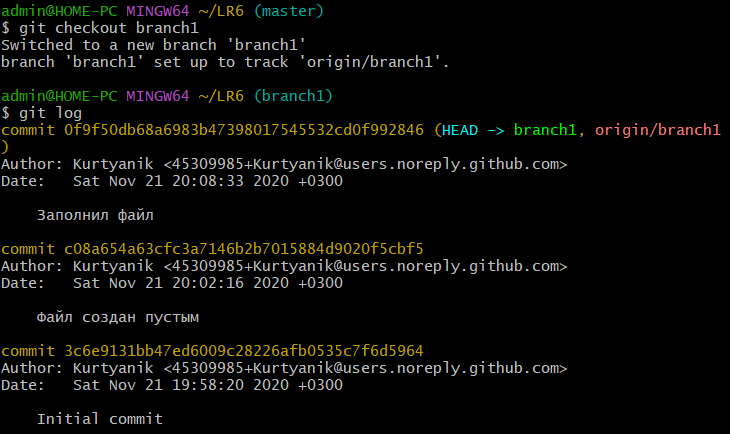 admin@HOME-PC MINGW64 ~/LR6 (master)
$ git checkout branch1
Switched to a new branch 'branch1'
branch 'branch1' set up to track 'origin/branch1'.

admin@HOME-PC MINGW64 ~/LR6 (branch1)
$ git log
commit 0f9f50db68a6983b47398017545532cd0f992846 (HEAD -> branch1, origin/branch1
)
Author: Kurtyanik <45309985+Kurtyanik@users.noreply.github.com>
Date:   Sat Nov 21 20:08:33 2020 +0300

    Заполнил файл

commit c08a654a63cfc3a7146b2b7015884d9020f5cbf5
Author: Kurtyanik <45309985+Kurtyanik@users.noreply.github.com>
Date:   Sat Nov 21 20:02:16 2020 +0300

    Файл создан пустым

commit 3c6e9131bb47ed6009c28226afb0535c7f6d5964
Author: Kurtyanik <45309985+Kurtyanik@users.noreply.github.com>
Date:   Sat Nov 21 19:58:20 2020 +0300

    Initial commit